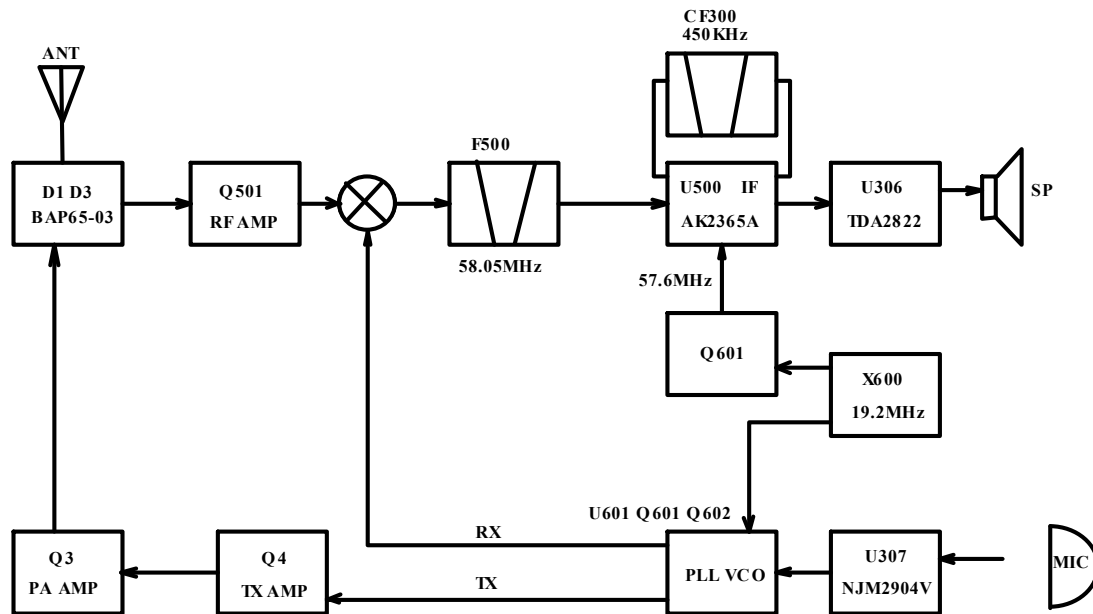 CF300
450KHz
ANT
F500
D1 D3
BAP65-03
Q501
RF AMP
U500 IF
AK2365A
U306
TDA2822
SP
58.05MHz
57.6MHz
Q601
X600
19.2MHz
U601 Q601 Q602
RX
Q3
PA AMP
Q4
TX AMP
TX
PLL VCO
U307
NJM2904V
MIC